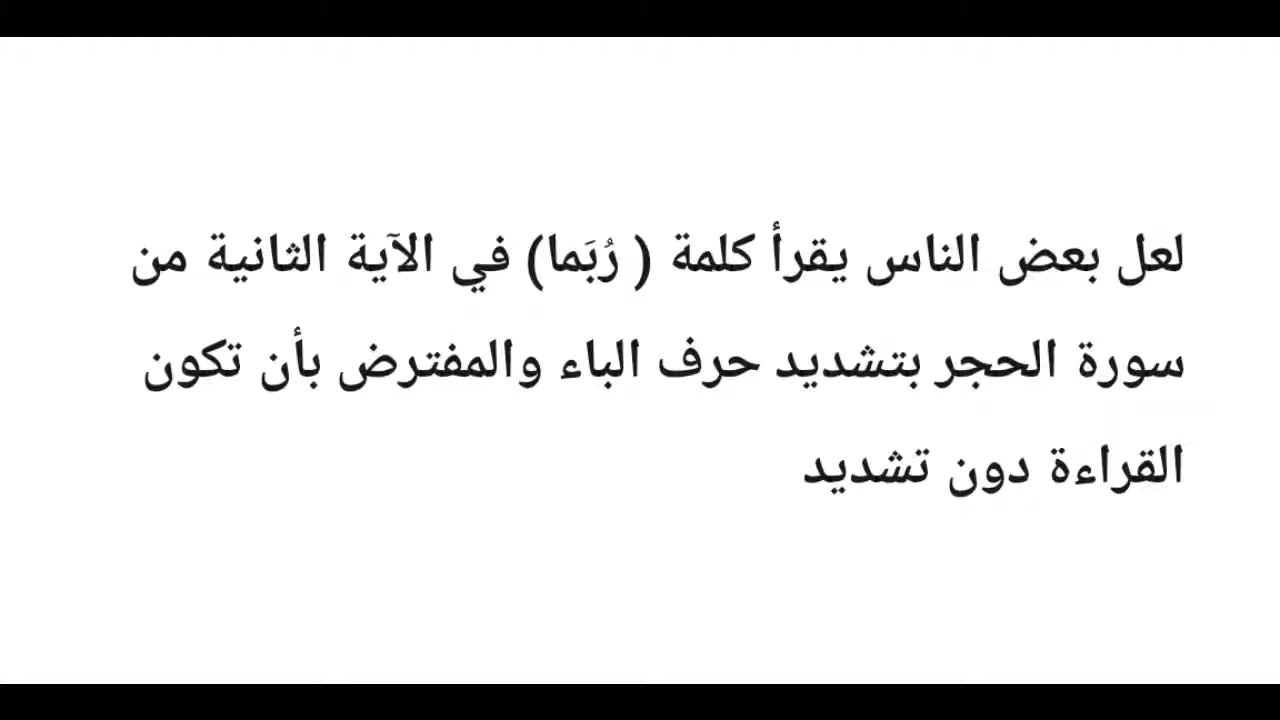 لعل بعض الناس يقرأ كلمة ( رُبَما) في الآية الثانية من
سورة الحجر بتشديد حرف الباء والمفترض بأن تكون
القراءة دون تشديد